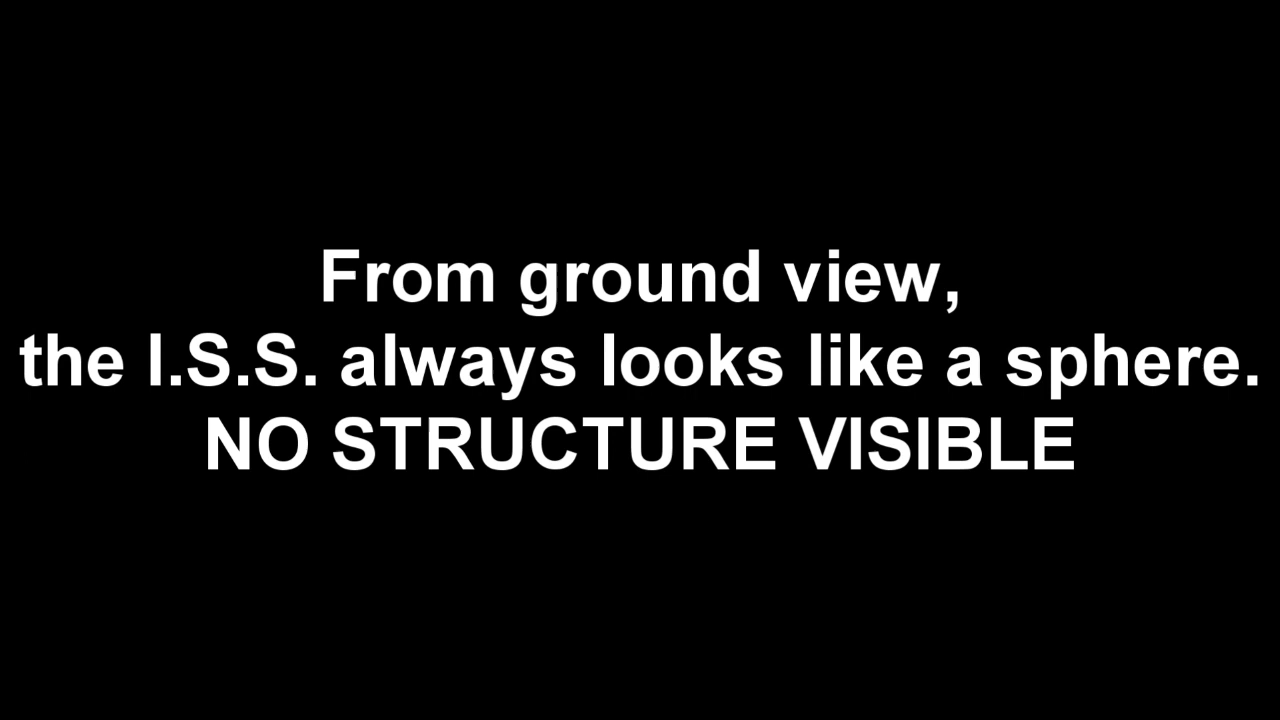 From ground view,
the I.S.S. always looks like a sphere.
NO STRUCTURE VISIBLE